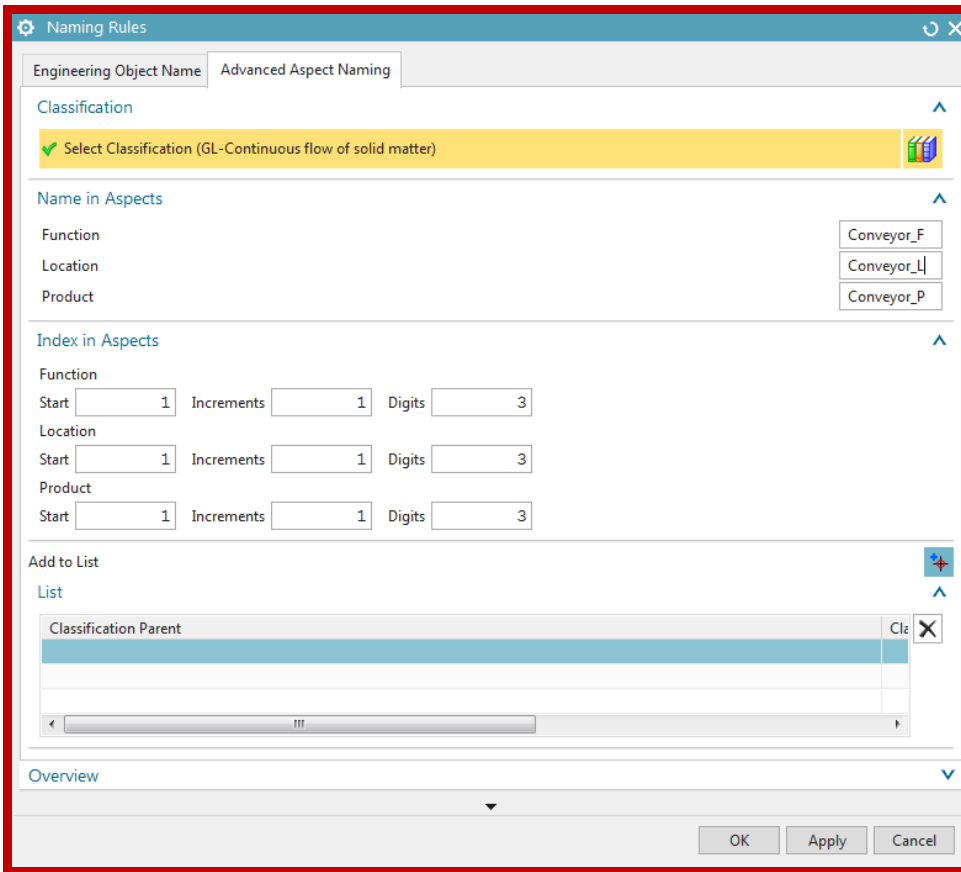 Naming Rules
Engineering Object Name Advanced Aspect Naming
Classification
Select Classification (GL-Continuous flow of solid matter)
Name in Aspects
Function Conveyor_F
Location Conveyor_L
Product Conveyor_P
Index in Aspects
Function
Start 1 Increments 1 Digits 3
Location
Start 1 Increments 1 Digits 3
Product
Start 1 Increments 1 Digits 3
Add to List
List
Classification Parent Cla
Overview
OK Apply Cancel